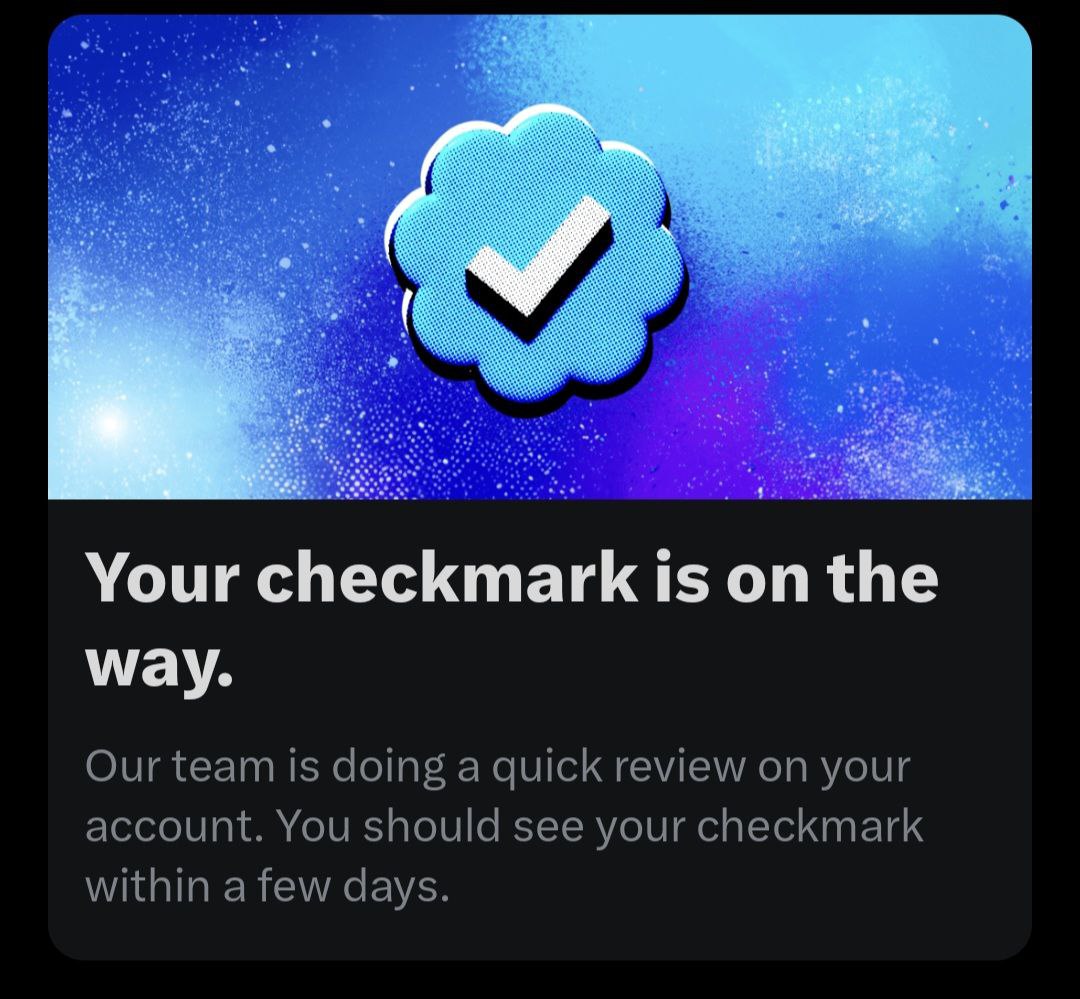 Your checkmark is on the
way.
Our team is doing a quick review on your
account. You should see your checkmark
within a few days.